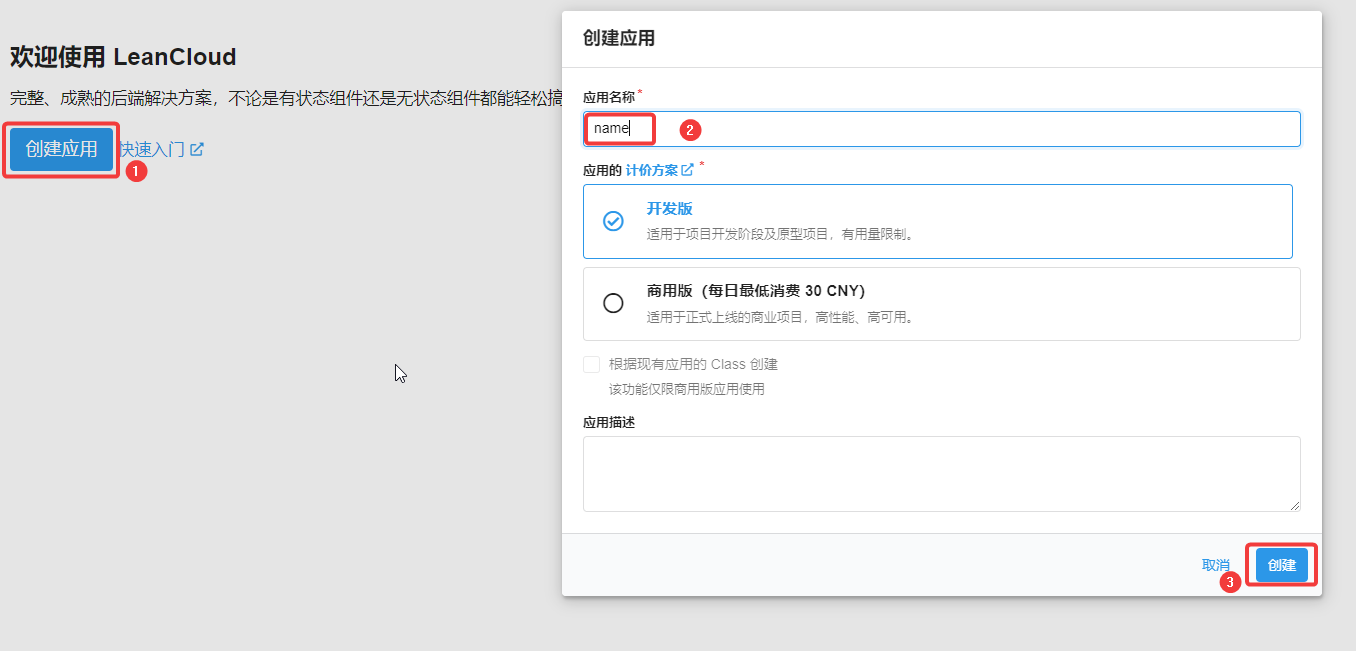 欢迎使用 LeanCloud
完整、成熟的后端解决方案，不论是有状态组件还是无状态组件都能轻松搞
创建应用
快速入门
1
创建应用
应用名称*
name
2
应用的 计价方案 *
开发版
适用于项目开发阶段及原型项目，有用量限制。
商用版（每日最低消费 30 CNY）
适用于正式上线的商业项目，高性能、高可用。
根据现有应用的 Class 创建
该功能仅限商用版应用使用
应用描述
取消
创建
3